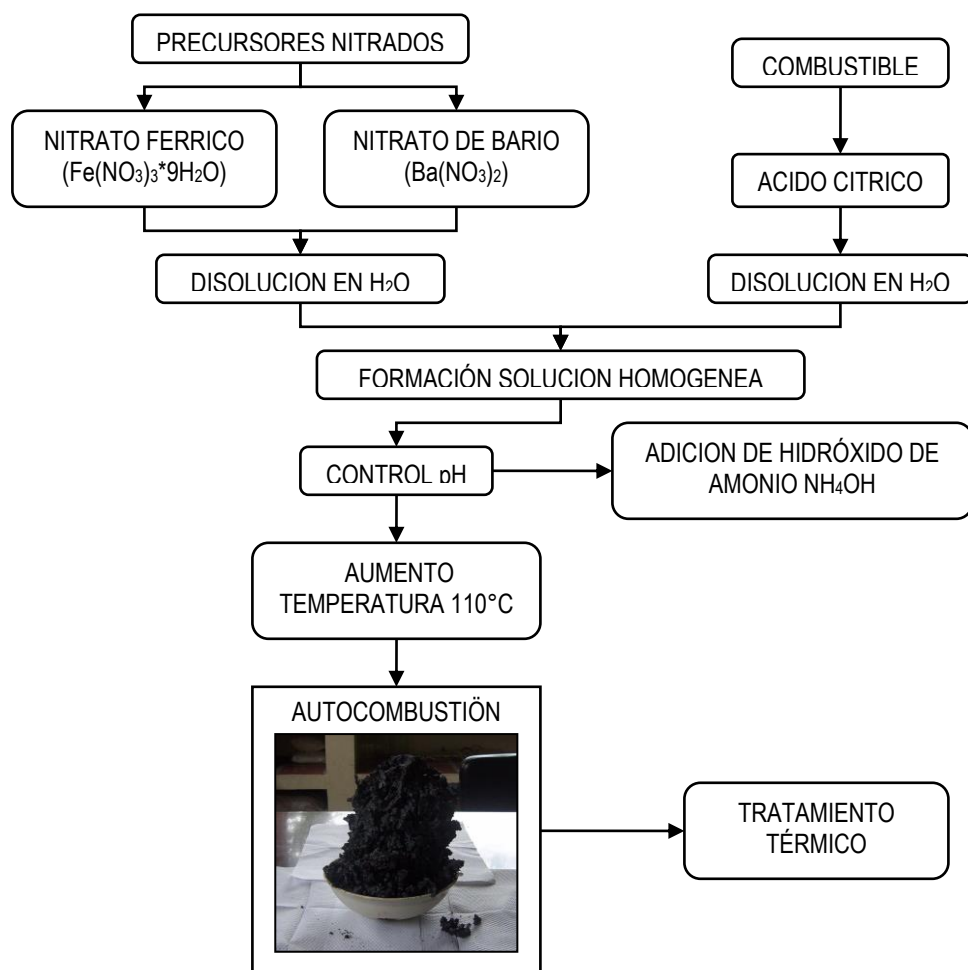 PRECURSORES NITRADOS
COMBUSTIBLE
NITRATO FERRICO
(Fe(NO₃)₃*9H₂O)
NITRATO DE BARIO
(Ba(NO₃)₂)
ACIDO CITRICO
DISOLUCION EN H₂O
DISOLUCION EN H₂O
FORMACIÓN SOLUCION HOMOGENEA
CONTROL pH
ADICION DE HIDRÓXIDO DE
AMONIO NH₄OH
AUMENTO
TEMPERATURA 110°C
AUTOCOMBUSTIÖN
TRATAMIENTO
TÉRMICO